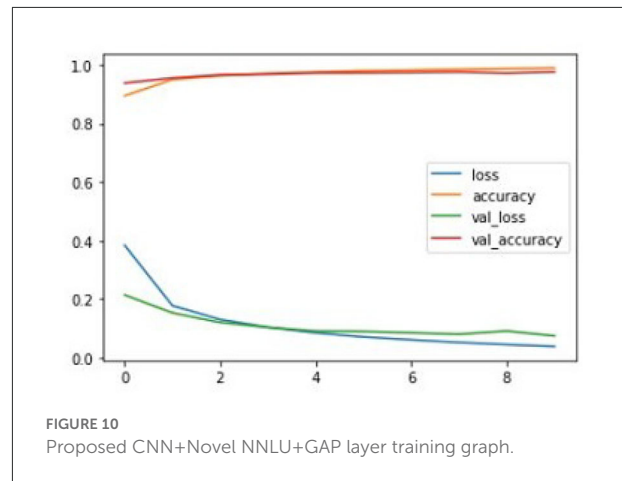 1.0
0.8
0.6
0.4
0.2
0.0
loss
accuracy
val_loss
val_accuracy
0 2 4 6 8
FIGURE 10
Proposed CNN+Novel NNLU+GAP layer training graph.